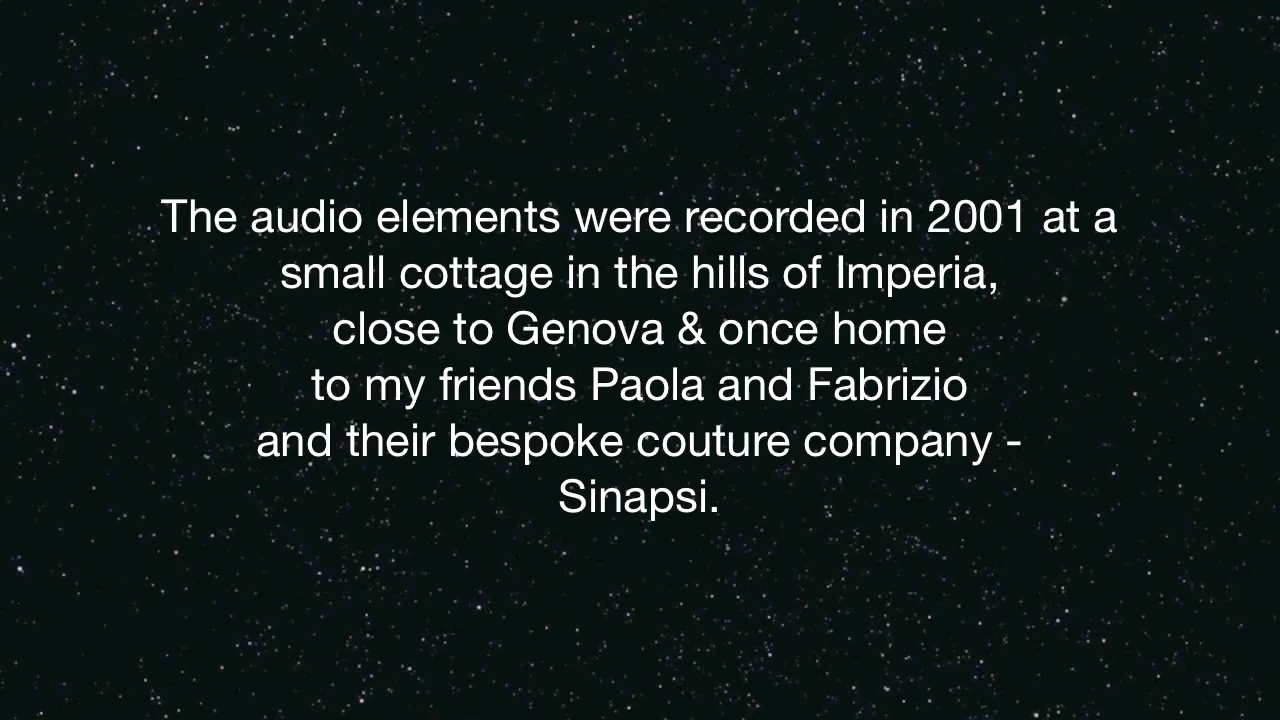 The audio elements were recorded in 2001 at a
small cottage in the hills of Imperia,
close to Genova & once home
to my friends Paola and Fabrizio
and their bespoke couture company -
Sinapsi.